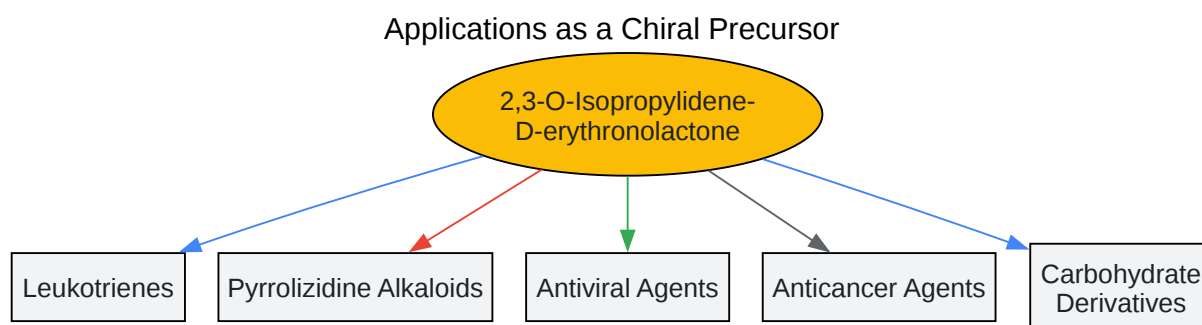 Applications as a Chiral Precursor
2,3-O-Isopropylidene-
D-erythronolactone
Leukotrienes
Pyrrolizidine Alkaloids
Antiviral Agents
Anticancer Agents
Carbohydrate
Derivatives